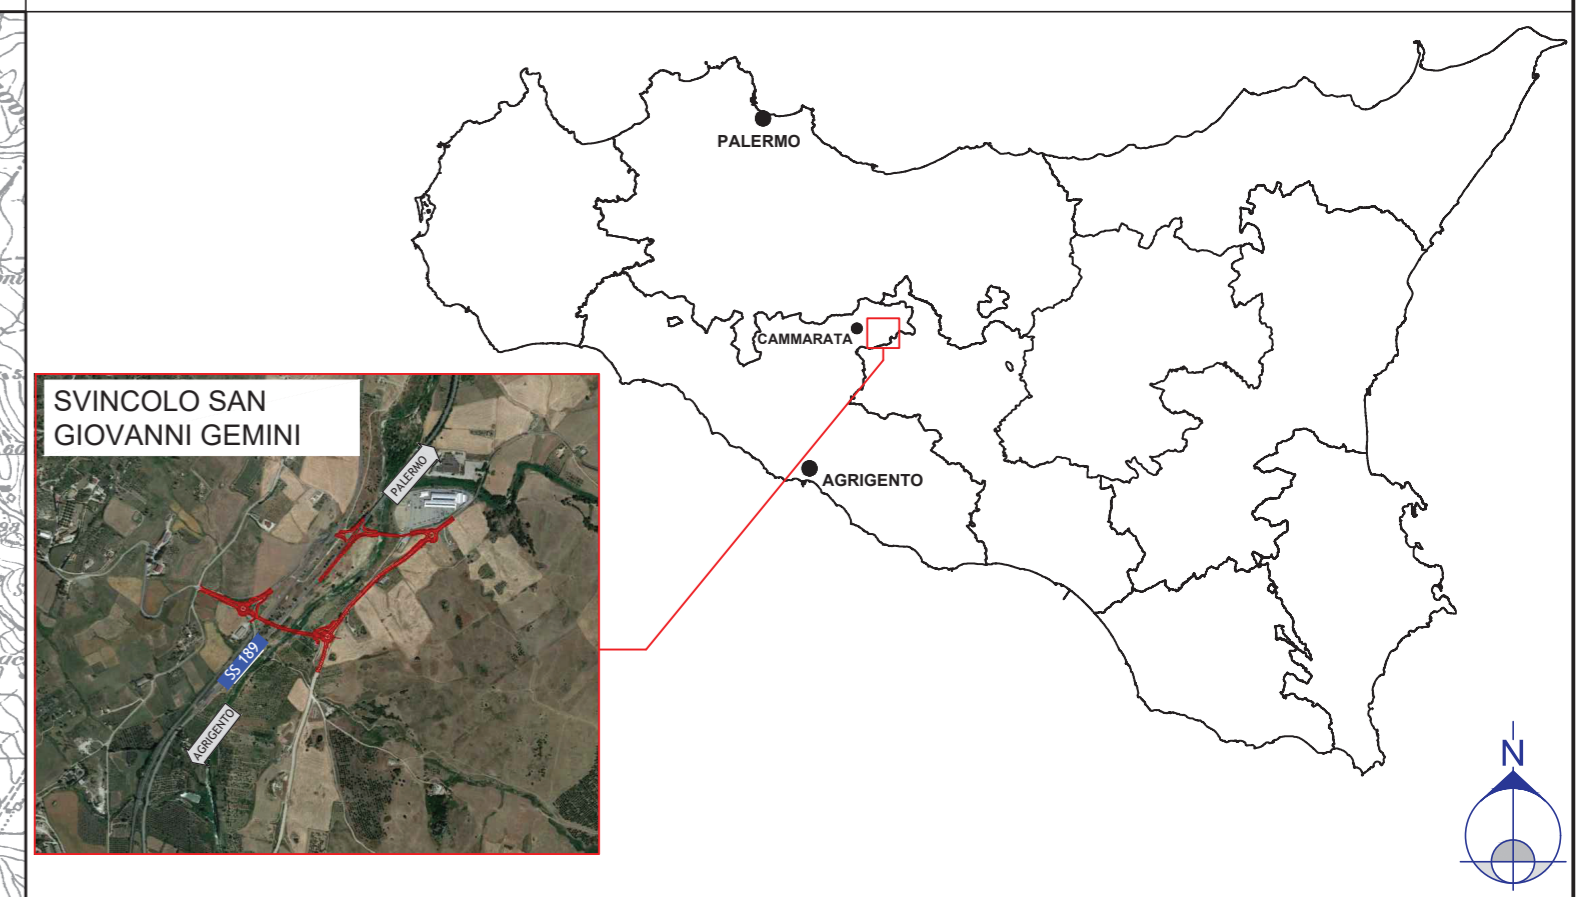 PALERMO
CAMMARATA
AGRIGENTO
SVINCOLO SAN
GIOVANNI GEMINI
PALERMO
SS 189
AGRIGENTO
N